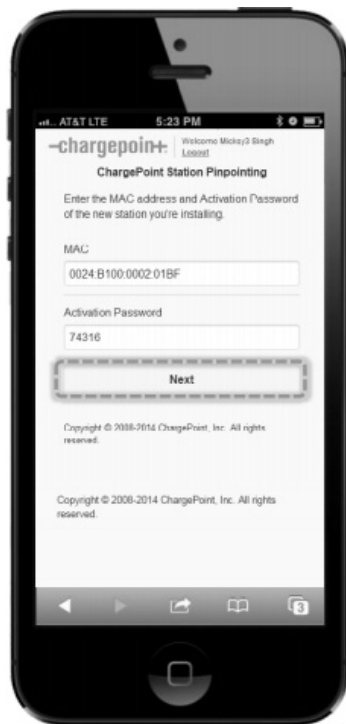 AT&T LTE 5:23 PM
-chargepoin+. Welcome Mickey3 Singh
Logout
ChargePoint Station Pinpointing
Enter the MAC address and Activation Password
of the new station you're installing.
MAC
0024:B100:0002:01BF
Activation Password
74316
Next
Copyright © 2008-2014 ChargePoint, Inc. All rights
reserved.
Copyright © 2008-2014 ChargePoint, Inc. All rights
reserved.
3